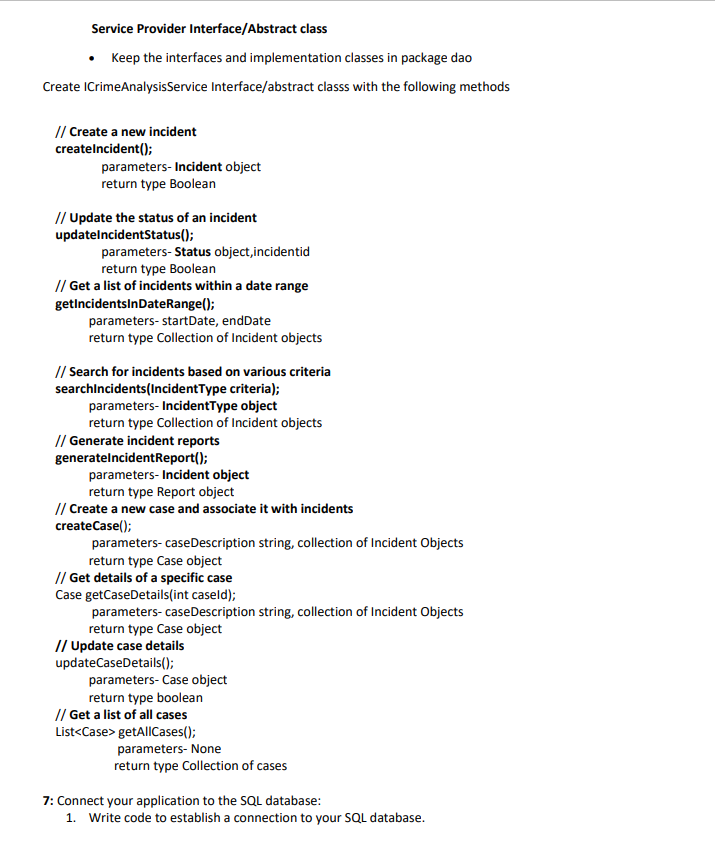 Service Provider Interface/Abstract class
• Keep the interfaces and implementation classes in package dao
Create ICrimeAnalysisService Interface/abstract classs with the following methods
// Create a new incident
createIncident();
parameters- Incident object
return type Boolean
// Update the status of an incident
updateIncidentStatus();
parameters- Status object,incidentid
return type Boolean
// Get a list of incidents within a date range
getIncidentsInDateRange();
parameters- startDate, endDate
return type Collection of Incident objects
// Search for incidents based on various criteria
searchIncidents(IncidentType criteria);
parameters- IncidentType object
return type Collection of Incident objects
// Generate incident reports
generateIncidentReport();
parameters- Incident object
return type Report object
// Create a new case and associate it with incidents
createCase();
parameters- caseDescription string, collection of Incident Objects
return type Case object
// Get details of a specific case
Case getCaseDetails(int caseId);
parameters- caseDescription string, collection of Incident Objects
return type Case object
// Update case details
updateCaseDetails();
parameters- Case object
return type boolean
// Get a list of all cases
List<Case> getAllCases();
parameters- None
return type Collection of cases
7: Connect your application to the SQL database:
1. Write code to establish a connection to your SQL database.